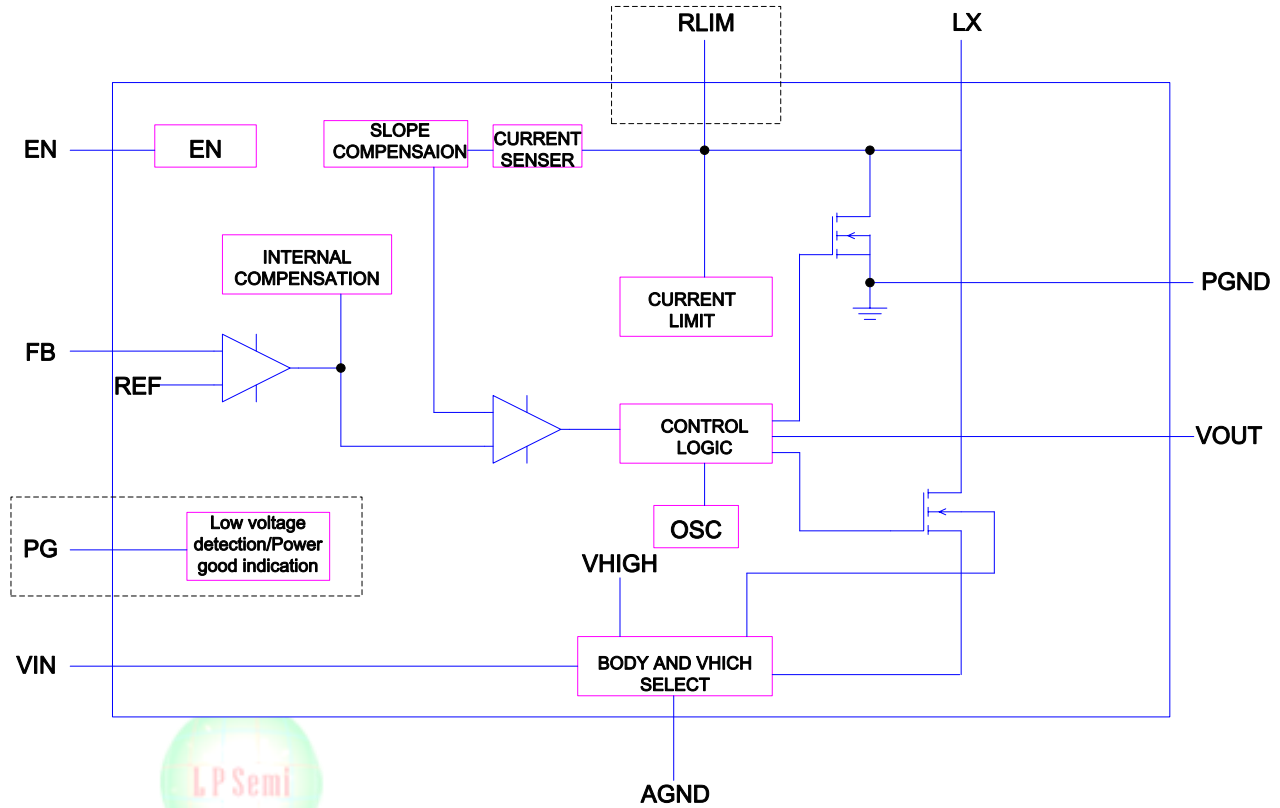 RLIM
LX
EN
EN
SLOPE
COMPENSAION
CURRENT
SENSER
INTERNAL
COMPENSATION
CURRENT
LIMIT
PGND
FB
REF
CONTROL
LOGIC
VOUT
OSC
PG
Low voltage
detection/Power
good indication
VHIGH
VIN
BODY AND VHICH
SELECT
LPSemi
AGND